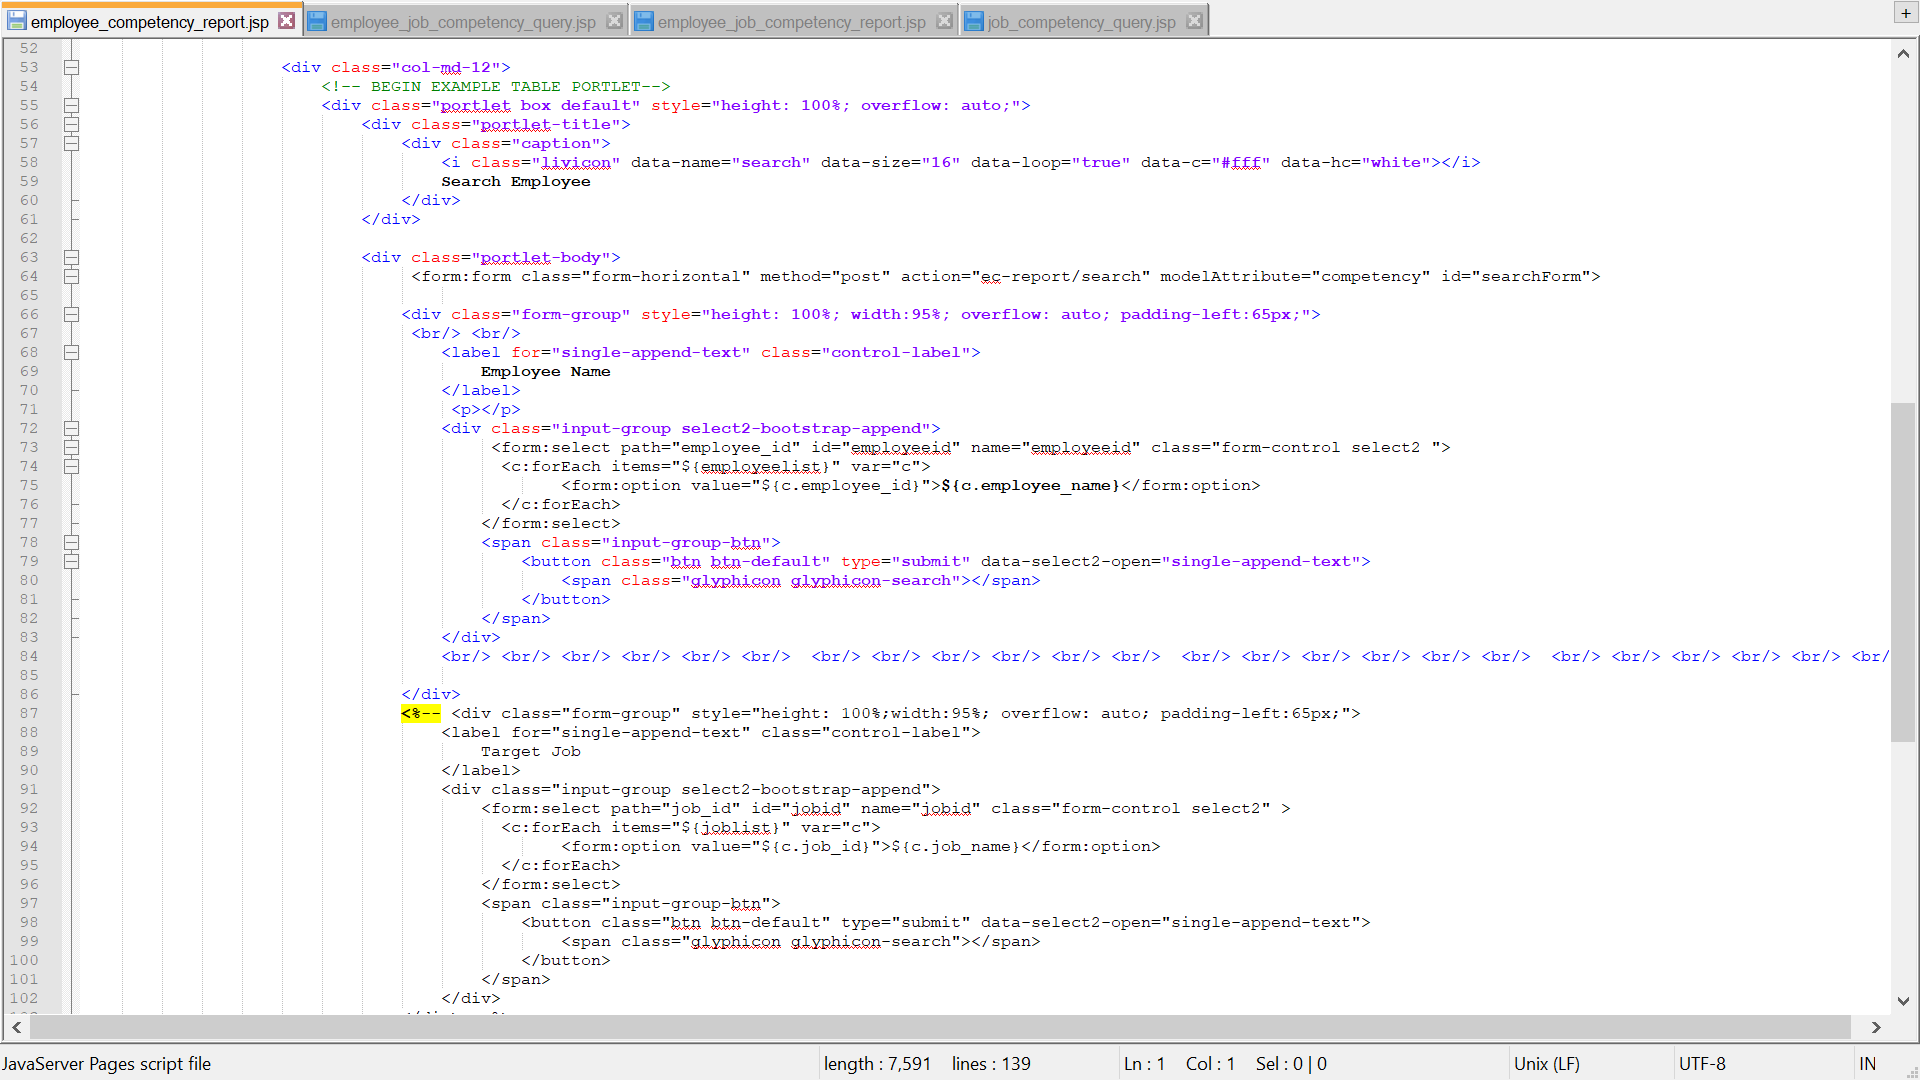 employee_competency_report.jsp employee_job_competency_query.jsp employee_job_competency_report.jsp job_competency_query.jsp +
52
53 <div class="col-md-12">
54 <!-- BEGIN EXAMPLE TABLE PORTLET-->
55 <div class="portlet box default" style="height: 100%; overflow: auto;">
56 <div class="portlet-title">
57 <div class="caption">
58 <i class="livicon" data-name="search" data-size="16" data-loop="true" data-c="#fff" data-hc="white"></i>
59 Search Employee
60 </div>
61 </div>
62
63 <div class="portlet-body">
64 <form:form class="form-horizontal" method="post" action="ec-report/search" modelAttribute="competency" id="searchForm">
65
66 <div class="form-group" style="height: 100%; width:95%; overflow: auto; padding-left:65px;">
67 <br/> <br/>
68 <label for="single-append-text" class="control-label">
69 Employee Name
70 </label>
71 <p></p>
72 <div class="input-group select2-bootstrap-append">
73 <form:select path="employee_id" id="employeeid" name="employeeid" class="form-control select2 ">
74 <c:forEach items="${employeelist}" var="c">
75 <form:option value="${c.employee_id}">${c.employee_name}</form:option>
76 </c:forEach>
77 </form:select>
78 <span class="input-group-btn">
79 <button class="btn btn-default" type="submit" data-select2-open="single-append-text">
80 <span class="glyphicon glyphicon-search"></span>
81 </button>
82 </span>
83 </div>
84 <br/> <br/> <br/> <br/> <br/> <br/>  <br/> <br/> <br/> <br/> <br/> <br/>  <br/> <br/> <br/> <br/> <br/> <br/>  <br/> <br/> <br/> <br/> <br/> <br/
85
86 </div>
87 <%-- <div class="form-group" style="height: 100%;width:95%; overflow: auto; padding-left:65px;">
88 <label for="single-append-text" class="control-label">
89 Target Job
90 </label>
91 <div class="input-group select2-bootstrap-append">
92 <form:select path="job_id" id="jobid" name="jobid" class="form-control select2" >
93 <c:forEach items="${joblist}" var="c">
94 <form:option value="${c.job_id}">${c.job_name}</form:option>
95 </c:forEach>
96 </form:select>
97 <span class="input-group-btn">
98 <button class="btn btn-default" type="submit" data-select2-open="single-append-text">
99 <span class="glyphicon glyphicon-search"></span>
100 </button>
101 </span>
102 </div>
JavaServer Pages script file length : 7,591 lines : 139 Ln : 1 Col : 1 Sel : 0 | 0 Unix (LF) UTF-8 IN